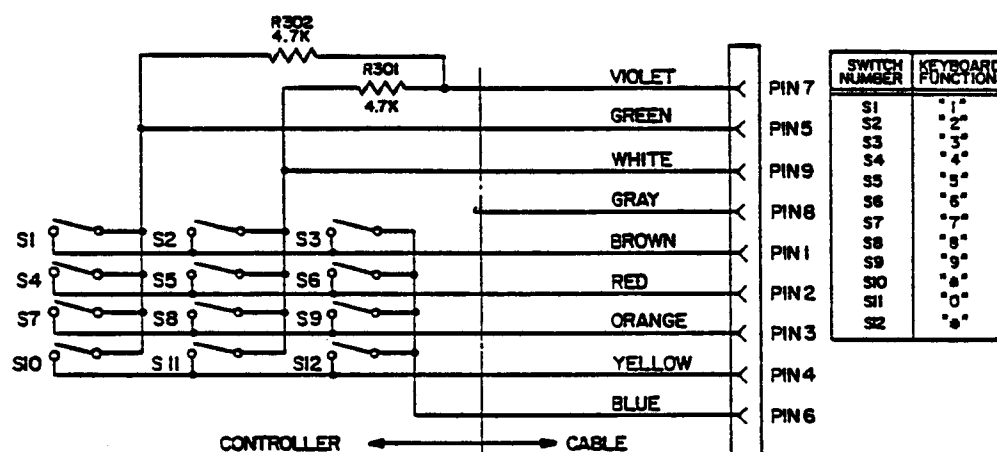 R302
4.7K
R301
4.7K
VIOLET
GREEN
WHITE
GRAY
BROWN
RED
ORANGE
YELLOW
BLUE
PIN 7
PIN 5
PIN 9
PIN 8
PIN 1
PIN 2
PIN 3
PIN 4
PIN 6
S1 S2 S3
S4 S5 S6
S7 S8 S9
S10 S11 S12
CONTROLLER CABLE
SWITCH NUMBER KEYBOARD FUNCTION
S1 "1"
S2 "2"
S3 "3"
S4 "4"
S5 "5"
S6 "6"
S7 "7"
S8 "8"
S9 "9"
S10
S11 "0"
S12